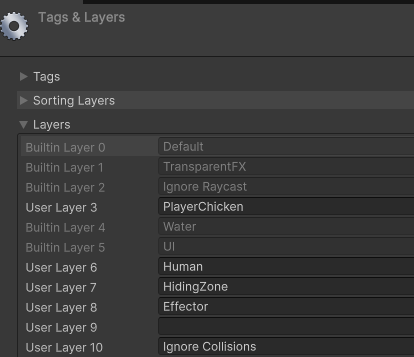 Tags & Layers
Tags
Sorting Layers
Layers
Builtin Layer 0 Default
Builtin Layer 1 TransparentFX
Builtin Layer 2 Ignore Raycast
User Layer 3 PlayerChicken
Builtin Layer 4 Water
Builtin Layer 5 UI
User Layer 6 Human
User Layer 7 HidingZone
User Layer 8 Effector
User Layer 9
User Layer 10 Ignore Collisions